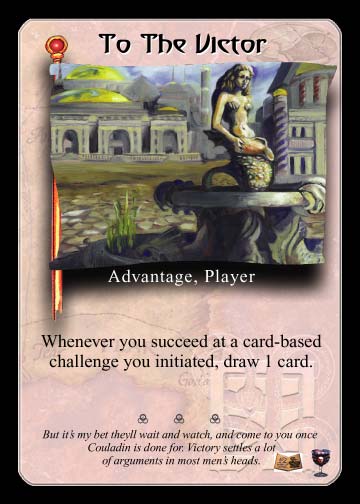 To The Victor
Advantage, Player
Whenever you succeed at a card-based
challenge you initiated, draw 1 card.
But it's my bet theyll wait and watch, and come to you once
Couladin is done for. Victory settles a lot
of arguments in most men's heads.